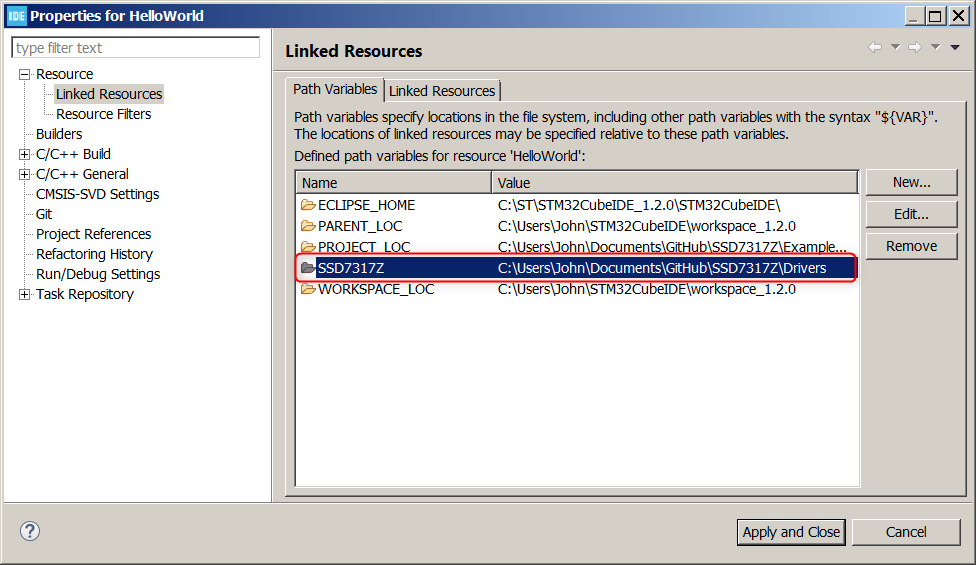 IDE Properties for HelloWorld
type filter text
Linked Resources
Resource
Linked Resources
Resource Filters
Builders
C/C++ Build
C/C++ General
CMSIS-SVD Settings
Git
Project References
Refactoring History
Run/Debug Settings
Task Repository
Path Variables Linked Resources
Path variables specify locations in the file system, including other path variables with the syntax "${VAR}".
The locations of linked resources may be specified relative to these path variables.
Defined path variables for resource 'HelloWorld':
Name Value
ECLIPSE_HOME C:\ST\STM32CubeIDE_1.2.0\STM32CubeIDE\
PARENT_LOC C:\Users\John\STM32CubeIDE\workspace_1.2.0
PROJECT_LOC C:\Users\John\Documents\GitHub\SSD7317Z\Example...
SSD7317Z C:\Users\John\Documents\GitHub\SSD7317Z\Drivers
WORKSPACE_LOC C:\Users\John\STM32CubeIDE\workspace_1.2.0
New...
Edit...
Remove
? Apply and Close Cancel